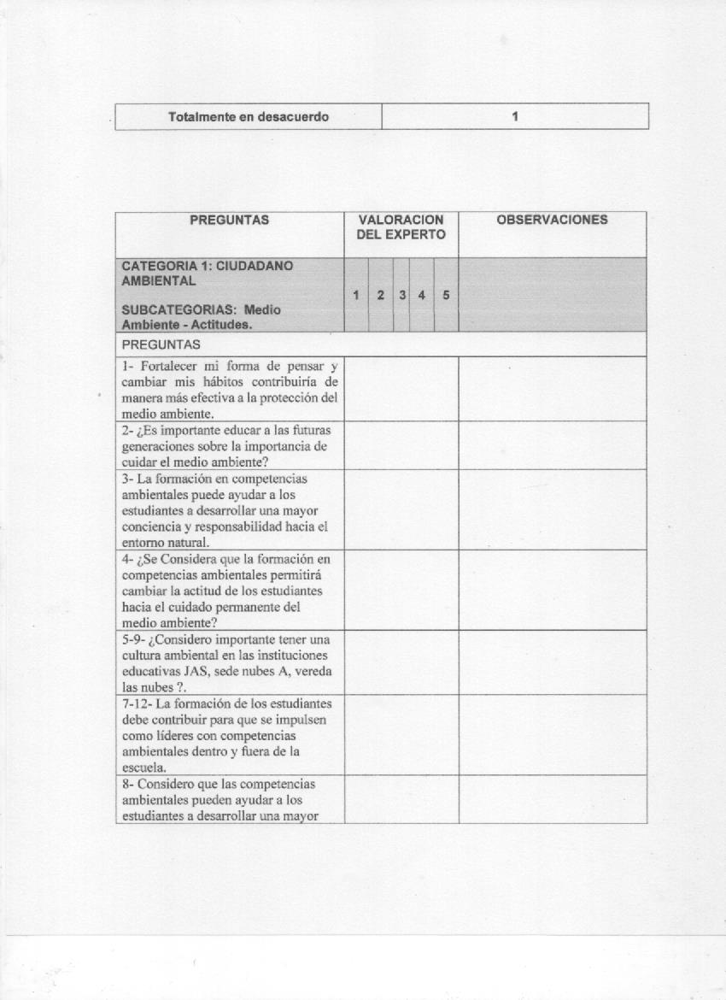 Totalmente en desacuerdo 1
PREGUNTAS VALORACION DEL EXPERTO OBSERVACIONES
CATEGORIA 1: CIUDADANO
AMBIENTAL
SUBCATEGORIAS: Medio
Ambiente - Actitudes.
1 2 3 4 5
PREGUNTAS
1- Fortalecer mi forma de pensar y
cambiar mis hábitos contribuiría de
manera más efectiva a la protección del
medio ambiente.
2- ¿Es importante educar a las futuras
generaciones sobre la importancia de
cuidar el medio ambiente?
3- La formación en competencias
ambientales puede ayudar a los
estudiantes a desarrollar una mayor
conciencia y responsabilidad hacia el
entorno natural.
4- ¿Se Considera que la formación en
competencias ambientales permitirá
cambiar la actitud de los estudiantes
hacia el cuidado permanente del
medio ambiente?
5-9- ¿Considero importante tener una
cultura ambiental en las instituciones
educativas JAS, sede nubes A, vereda
las nubes ?.
7-12- La formación de los estudiantes
debe contribuir para que se impulsen
como líderes con competencias
ambientales dentro y fuera de la
escuela.
8- Considero que las competencias
ambientales pueden ayudar a los
estudiantes a desarrollar una mayor